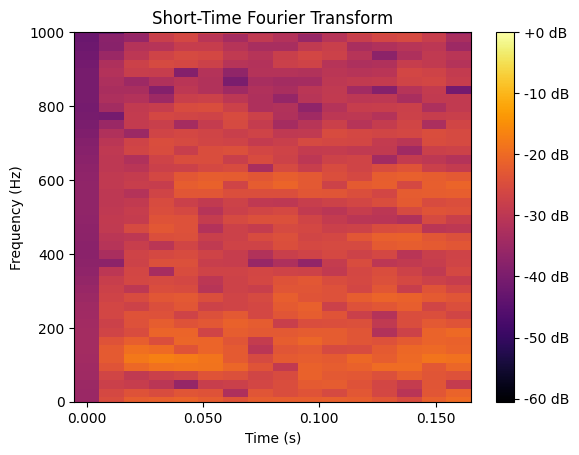 Short-Time Fourier Transform
1000
800
600
400
200
0
Frequency (Hz)
0.000
0.050
0.100
0.150
Time (s)
+0 dB
-10 dB
-20 dB
-30 dB
-40 dB
-50 dB
-60 dB